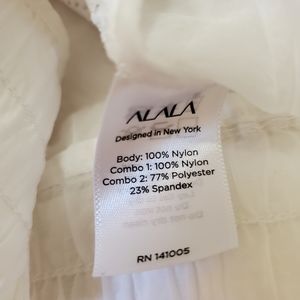 ALALA
Designed in New York
Body: 100% Nylon
Combo 1: 100% Nylon
Combo 2: 77% Polyester
23% Spandex
RN 141005